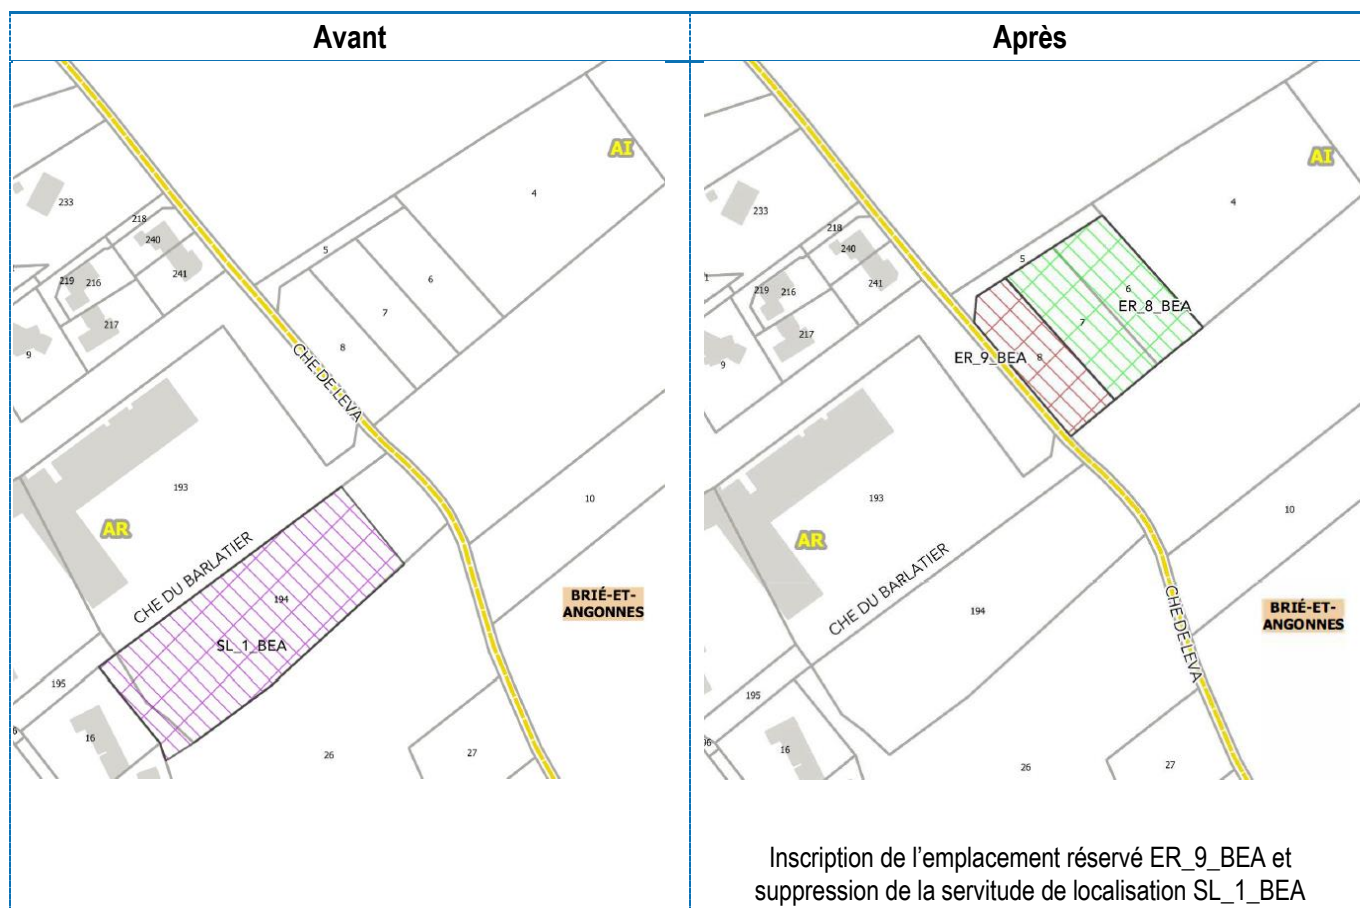 Avant
Après
AI
4
233
218
240
5
241
6
219
216
7
217
8
9
CHE DE LEVA
193
10
AR
CHE DU BARLATIER
194
BRIÉ-ET-
ANGONNES
SL_1_BEA
195
16
26
27
AI
4
233
218
240
5
241
6
219
216
ER_8_BEA
7
217
ER_9_BEA
8
9
193
10
AR
CHE DU BARLATIER
CHE DE LEVA
194
BRIÉ-ET-
ANGONNES
195
16
26
27
Inscription de l’emplacement réservé ER_9_BEA et
suppression de la servitude de localisation SL_1_BEA